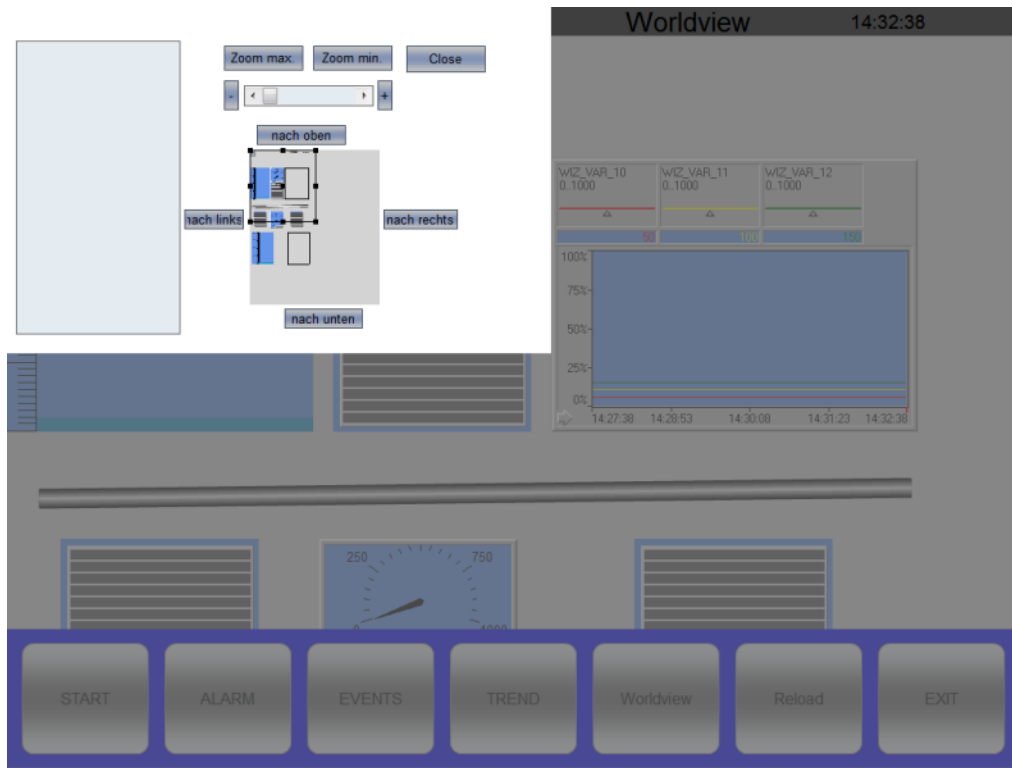 Worldview 14:32:38
Zoom max. Zoom min. Close
- +
nach oben
nach links nach rechts
nach unten
WIZ_VAR_10 WIZ_VAR_11 WIZ_VAR_12
0..1000 0..1000 0..1000
50 100 150
100%
75%
50%
25%
0%
14:27:38 14:28:53 14:30:08 14:31:23 14:32:38
250 750
0 1000
START ALARM EVENTS TREND Worldview Reload EXIT